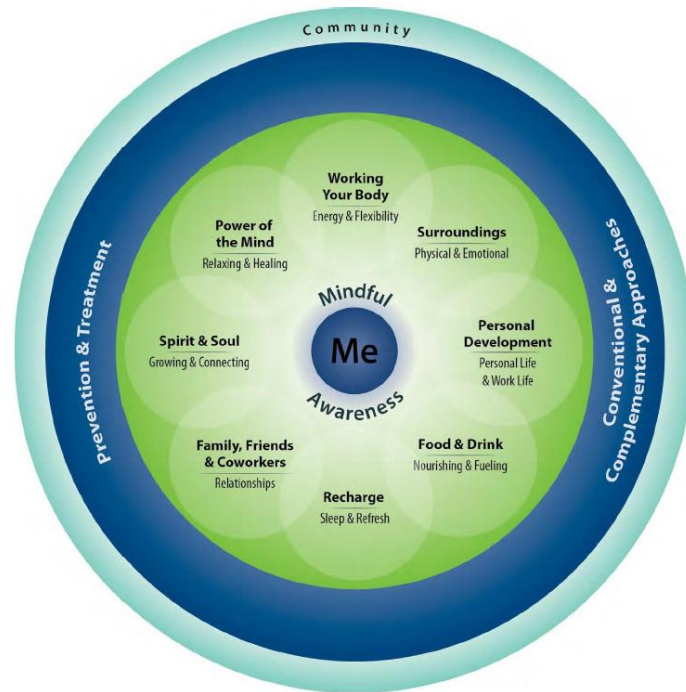 Community
Working
Your Body
Energy & Flexibility
Surroundings
Physical & Emotional
Personal
Development
Personal Life
& Work Life
Food & Drink
Nourishing & Fueling
Recharge
Sleep & Refresh
Family, Friends
& Coworkers
Relationships
Spirit & Soul
Growing & Connecting
Power of
the Mind
Relaxing & Healing
Mindful
Me
Awareness
Prevention & Treatment
Conventional &
Complementary Approaches